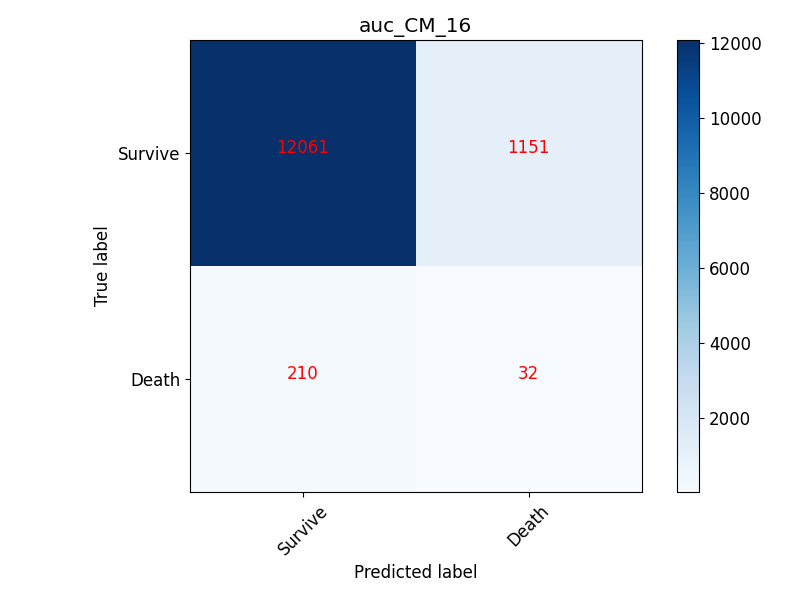 auc_CM_16
12061
1151
210
32
Survive
Death
True label
Survive
Death
Predicted label
12000
10000
8000
6000
4000
2000